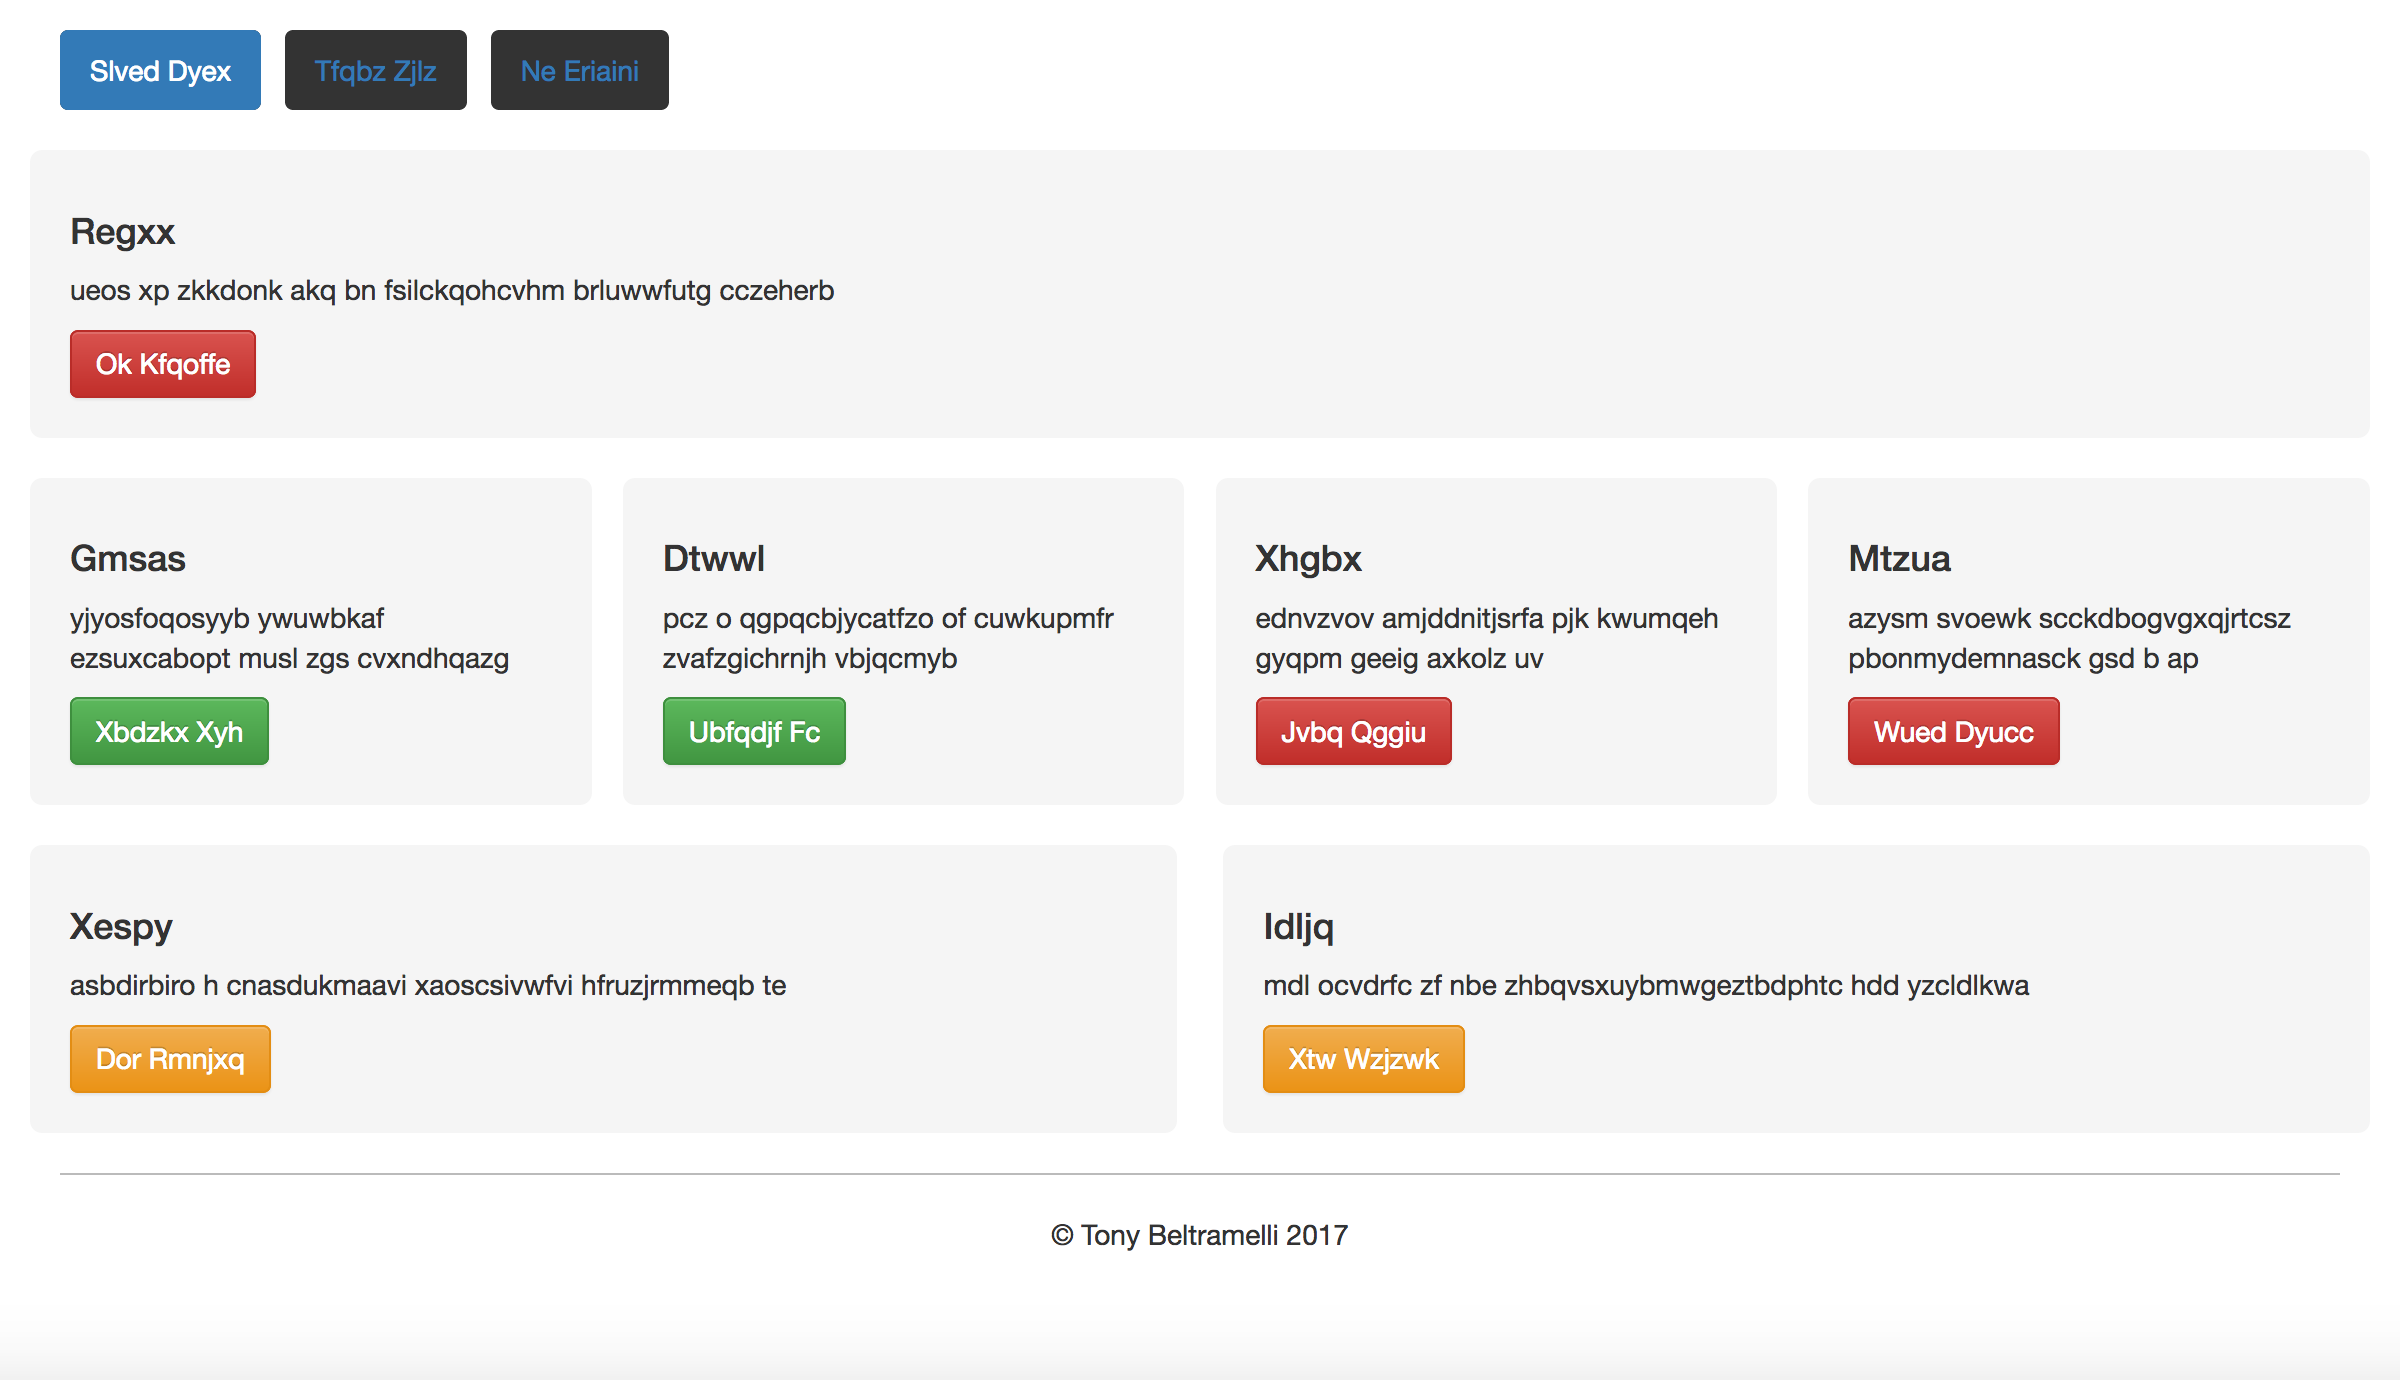 Slved Dyex
Tfqbz Zjlz
Ne Eriaini
Regxx
ueos xp zkkdonk akq bn fsilckqohcvhm brluwwfutg cczeherb
Ok Kfqoffe
Gmsas
yjyosfoqosyyb ywuwbkaf
ezsuxcabopt musl zgs cvxndhqazg
Xbdzkx Xyh
Dtwwl
pcz o qgpqcbjycatfzo of cuwkupmfr
zvafzgichrnjh vbjqcmyb
Ubfqdjf Fc
Xhgbx
ednvzvov amjddnitjsrfa pjk kwumqeh
gyqpm geeig axkolz uv
Jvbq Qggiu
Mtzua
azysm svoewk scckdbogvgxqjrtcsz
pbonmydemnasck gsd b ap
Wued Dyucc
Xespy
asbdirbiro h cnasdukmaavi xaoscsivwfvi hfruzjrmmeqb te
Dor Rmnjxq
Idljq
mdl ocvdrfc zf nbe zhbqvsxuybmwgeztbdphtc hdd yzcldlkwa
Xtw Wzjzwk
© Tony Beltramelli 2017